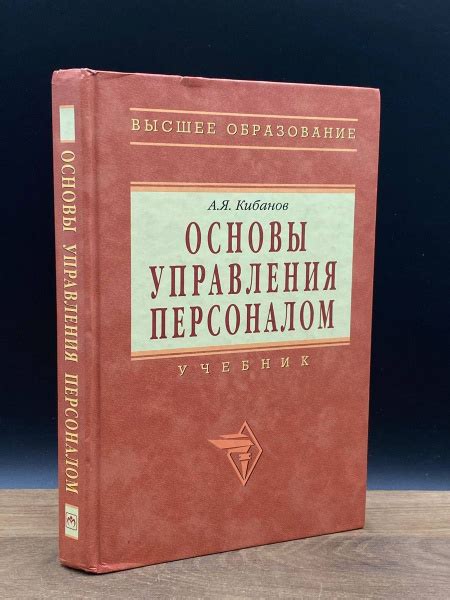 ВЫСШЕЕ ОБРАЗОВАНИЕ
А.Я. Кибанов
ОСНОВЫ
УПРАВЛЕНИЯ
ПЕРСОНАЛОМ
УЧЕБНИК
ОСНОВЫ УПРАВЛЕНИЯ ПЕРСОНАЛОМ